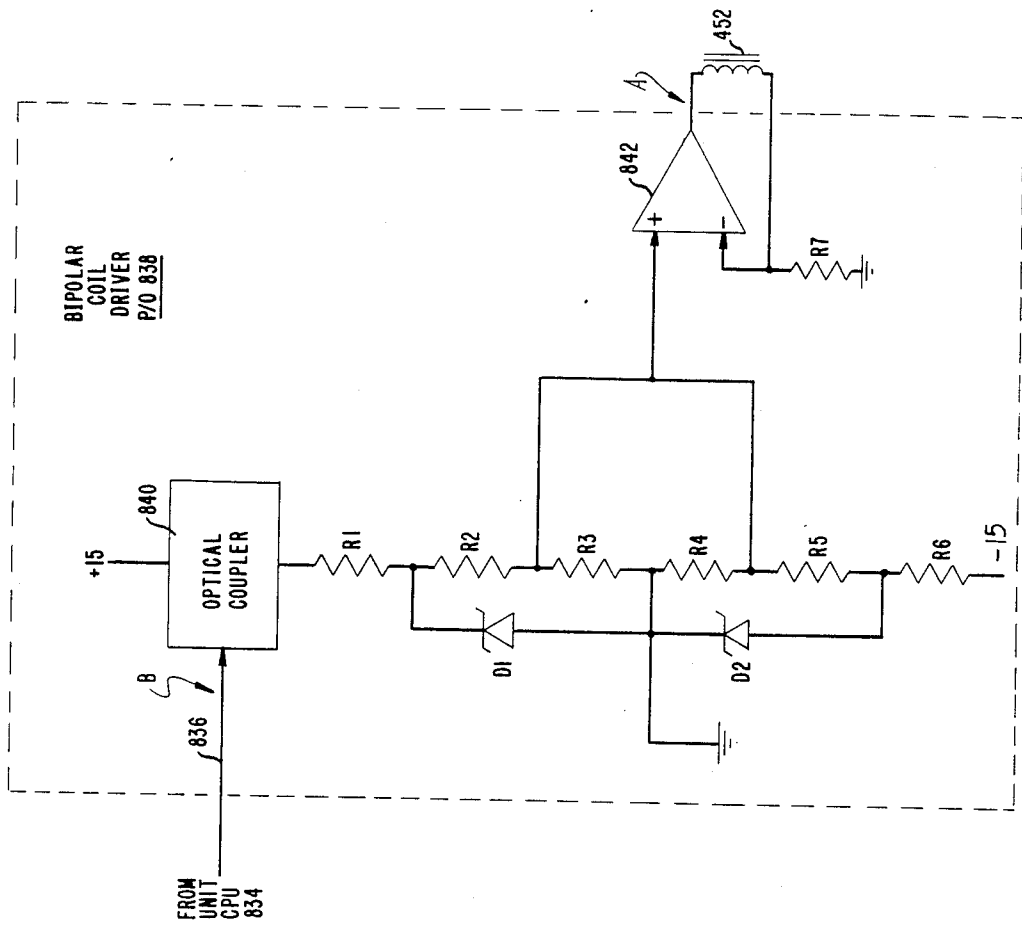 BIPOLAR
COIL
DRIVER
P/O 838
+15
840
OPTICAL
COUPLER
B
836
FROM
UNIT
CPU
834
R1
R2
R3
R4
R5
R6
-15
D1
D2
842
+
-
A
452
R7